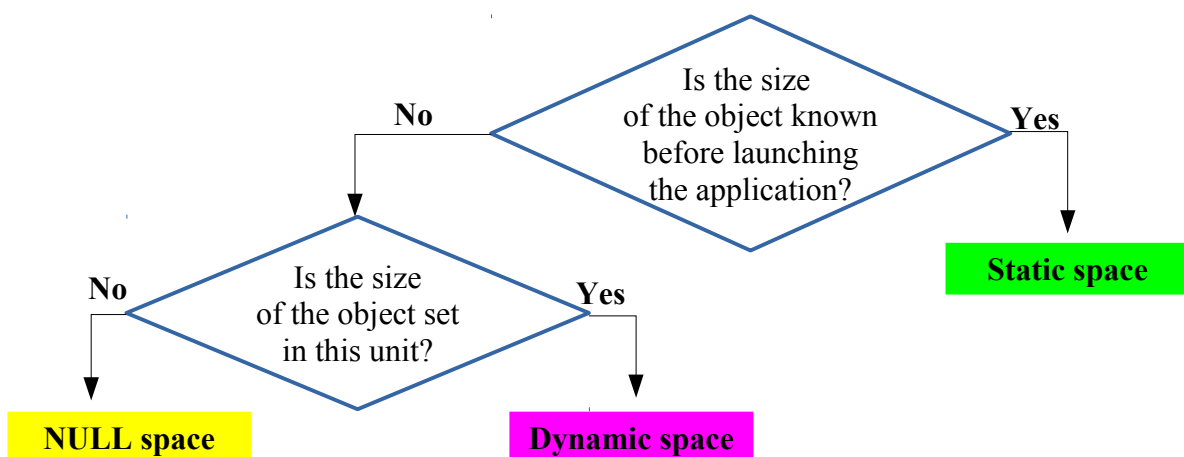 Is the size
of the object known
before launching
the application?
No
Yes
Static space
Is the size
of the object set
in this unit?
No
Yes
NULL space
Dynamic space